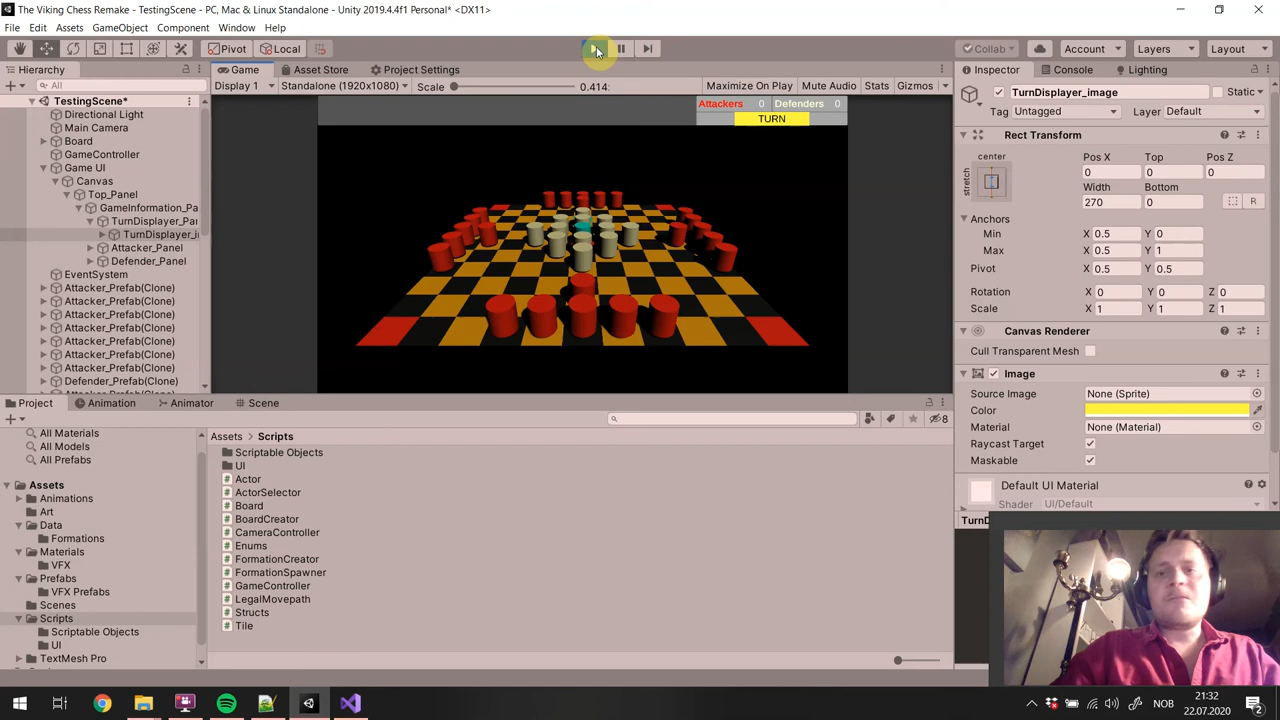 The Viking Chess Remake - TestingScene - PC, Mac & Linux Standalone - Unity 2019.4.4f1 Personal* <DX11>
File Edit Assets GameObject Component Window Help
Pivot Local Collab Account Layers Layout
Hierarchy
All
TestingScene*
Directional Light
Main Camera
Board
GameController
Game UI
Canvas
Top_Panel
GameInformation_Pa
TurnDisplayer_Par
TurnDisplayer_i
Attacker_Panel
Defender_Panel
EventSystem
Attacker_Prefab(Clone)
Attacker_Prefab(Clone)
Attacker_Prefab(Clone)
Attacker_Prefab(Clone)
Attacker_Prefab(Clone)
Attacker_Prefab(Clone)
Attacker_Prefab(Clone)
Defender_Prefab(Clone)
Game Asset Store Project Settings
Display 1 Standalone (1920x1080) Scale 0.414: Maximize On Play Mute Audio Stats Gizmos
Attackers 0 Defenders 0
TURN
Inspector Console Lighting
TurnDisplayer_image Static
Tag Untagged Layer Default
Rect Transform
center
stretch
Pos X Top Pos Z
0 0 0
Width Bottom
270 0
R
Anchors
Min X 0.5 Y 0
Max X 0.5 Y 1
Pivot X 0.5 Y 0.5
Rotation X 0 Y 0 Z 0
Scale X 1 Y 1 Z 1
Canvas Renderer
Cull Transparent Mesh
Image
Source Image None (Sprite)
Color
Material None (Material)
Raycast Target
Maskable
Default UI Material
Shader UI/Default
TurnD
Project Animation Animator Scene
8
All Materials
All Models
All Prefabs
Assets
Animations
Art
Data
Formations
Materials
VFX
Prefabs
VFX Prefabs
Scenes
Scripts
Scriptable Objects
UI
TextMesh Pro
Assets > Scripts
Scriptable Objects
UI
Actor
ActorSelector
Board
BoardCreator
CameraController
Enums
FormationCreator
FormationSpawner
GameController
LegalMovepath
Structs
Tile
NOB
21:32
22.07.2020
2